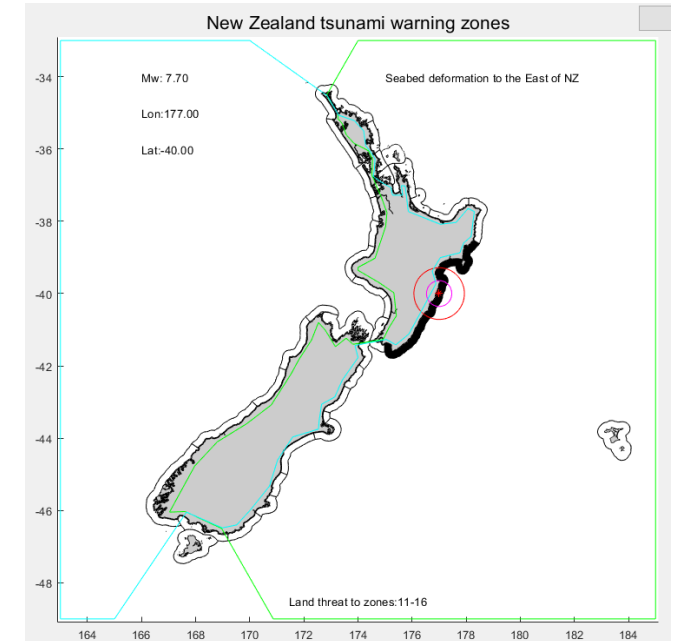 New Zealand tsunami warning zones
-34
Mw: 7.70
Seabed deformation to the East of NZ
Lon:177.00
-36
Lat:-40.00
-38
-40
-42
-44
-46
-48
Land threat to zones:11-16
164 166 168 170 172 174 176 178 180 182 184